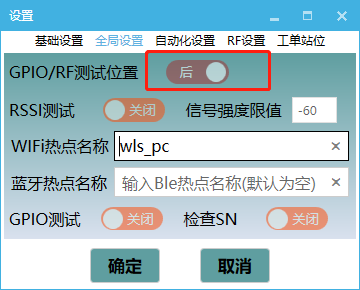 设置
基础设置 全局设置 自动化设置 RF设置 工单站位
GPIO/RF测试位置 后
RSSI测试 关闭 信号强度限值 -60
WIFi热点名称 wls_pc
蓝牙热点名称 输入Ble热点名称(默认为空)
GPIO测试 关闭 检查SN 关闭
确定 取消